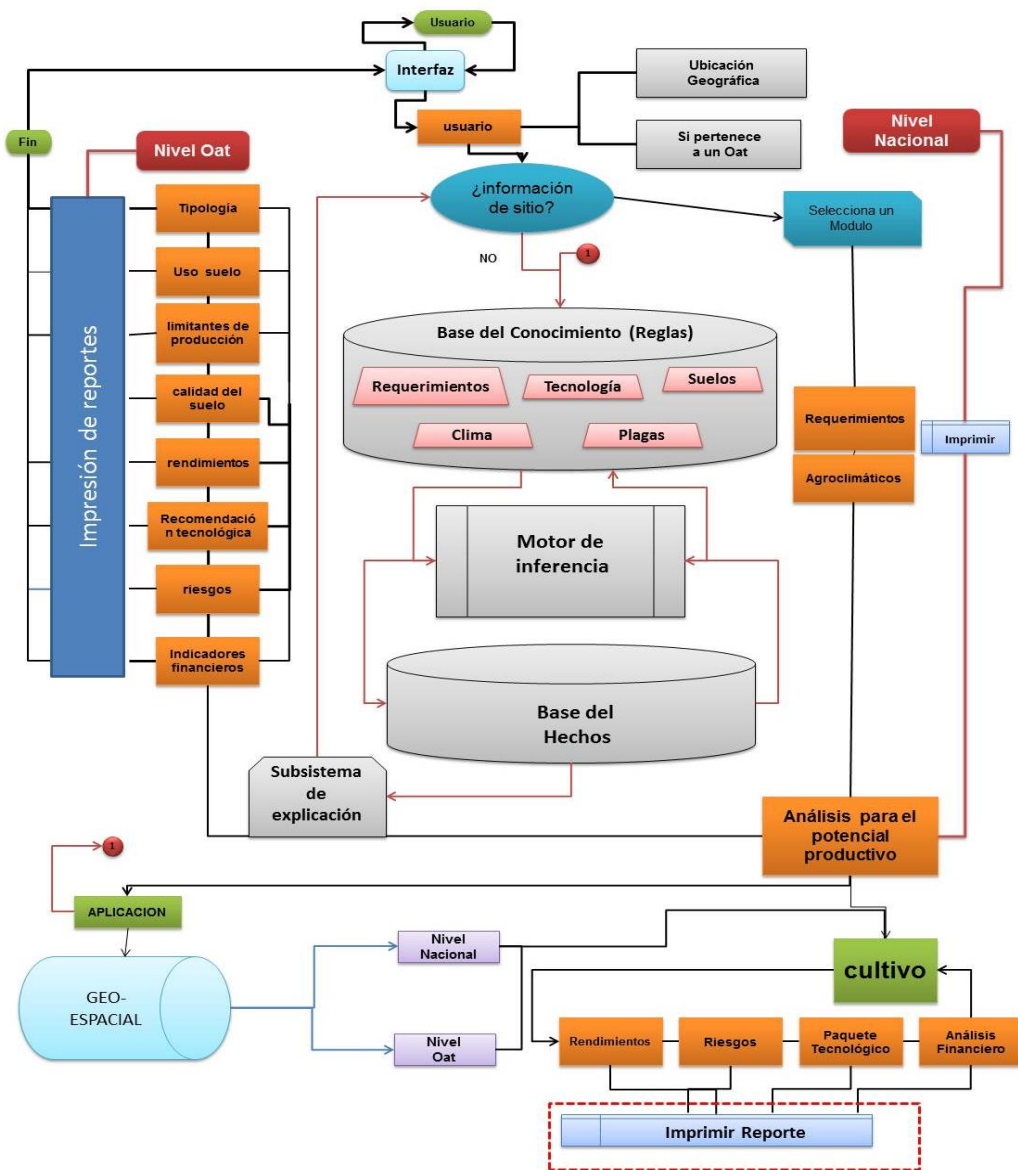 Usuario
Interfaz
Ubicación
Geográfica
usuario
Si pertenece
a un Oat
Nivel
Nacional
Fin
Nivel Oat
¿información
de sitio?
Selecciona un
Modulo
NO
1
Impresión de reportes
Tipología
Uso suelo
limitantes de
producción
calidad del
suelo
rendimientos
Recomendació
n tecnológica
riesgos
Indicadores
financieros
Base del Conocimiento (Reglas)
Requerimientos
Tecnología
Suelos
Clima
Plagas
Requerimientos
Agroclimáticos
Imprimir
Motor de
inferencia
Base del
Hechos
Subsistema
de
explicación
Análisis para el
potencial
productivo
1
APLICACION
GEO-
ESPACIAL
Nivel
Nacional
Nivel
Oat
cultivo
Rendimientos
Riesgos
Paquete
Tecnológico
Análisis
Financiero
Imprimir Reporte